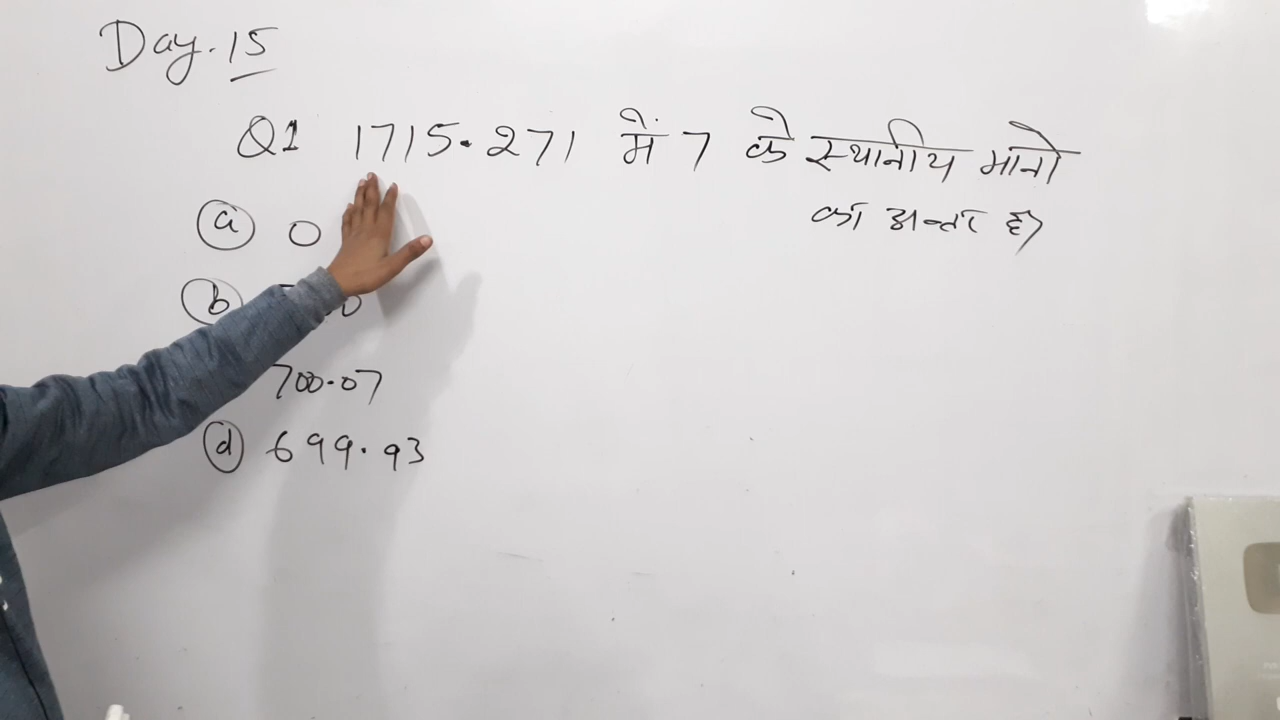 Day. 15
Q1 1715.271 में 7 के स्थानीय मानो
का अन्तर है
(a) 0
(b)
700.07
(d) 699.93